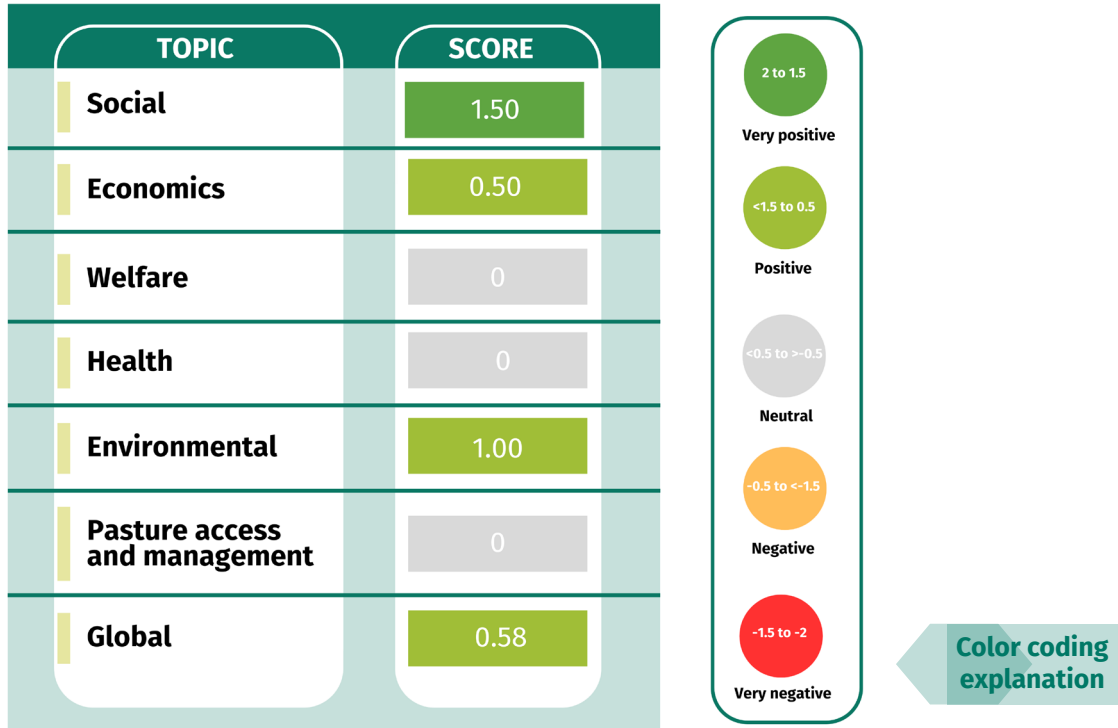 TOPIC SCORE
Social 1.50
Economics 0.50
Welfare 0
Health 0
Environmental 1.00
Pasture access
and management 0
Global 0.58
2 to 1.5
Very positive
<1.5 to 0.5
Positive
<0.5 to >-0.5
Neutral
-0.5 to <-1.5
Negative
-1.5 to -2
Very negative
Color coding
explanation